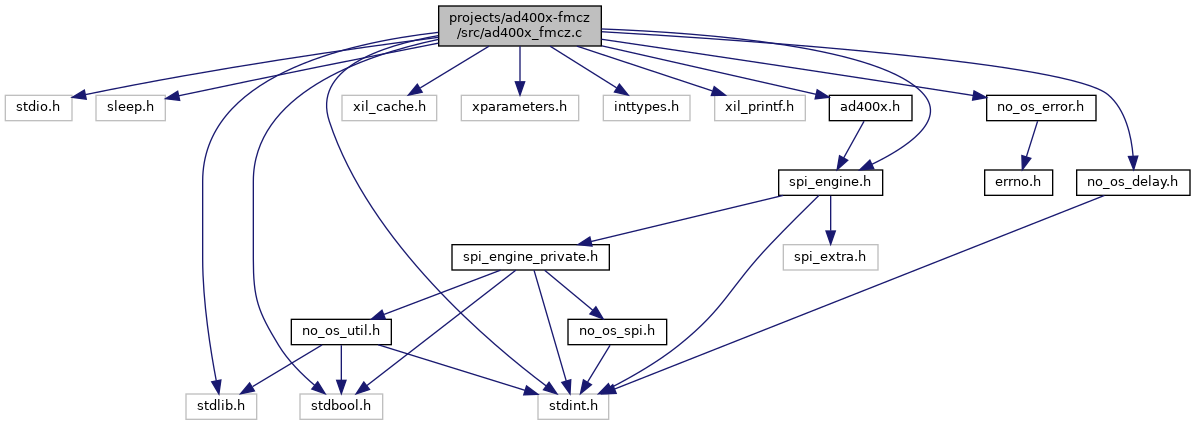 projects/ad400x-fmcz
/src/ad400x_fmcz.c
stdio.h
sleep.h
xil_cache.h
xparameters.h
inttypes.h
xil_printf.h
ad400x.h
no_os_error.h
spi_engine.h
errno.h
no_os_delay.h
spi_engine_private.h
spi_extra.h
no_os_util.h
no_os_spi.h
stdlib.h
stdbool.h
stdint.h